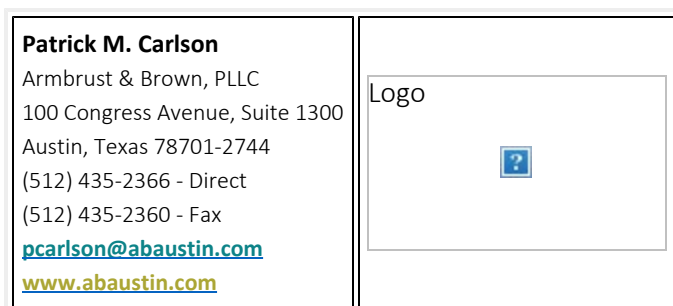 Patrick M. Carlson
Armbrust & Brown, PLLC
100 Congress Avenue, Suite 1300
Austin, Texas 78701-2744
(512) 435-2366 - Direct
(512) 435-2360 - Fax
pcarlson@abaustin.com
www.abaustin.com
Logo
?